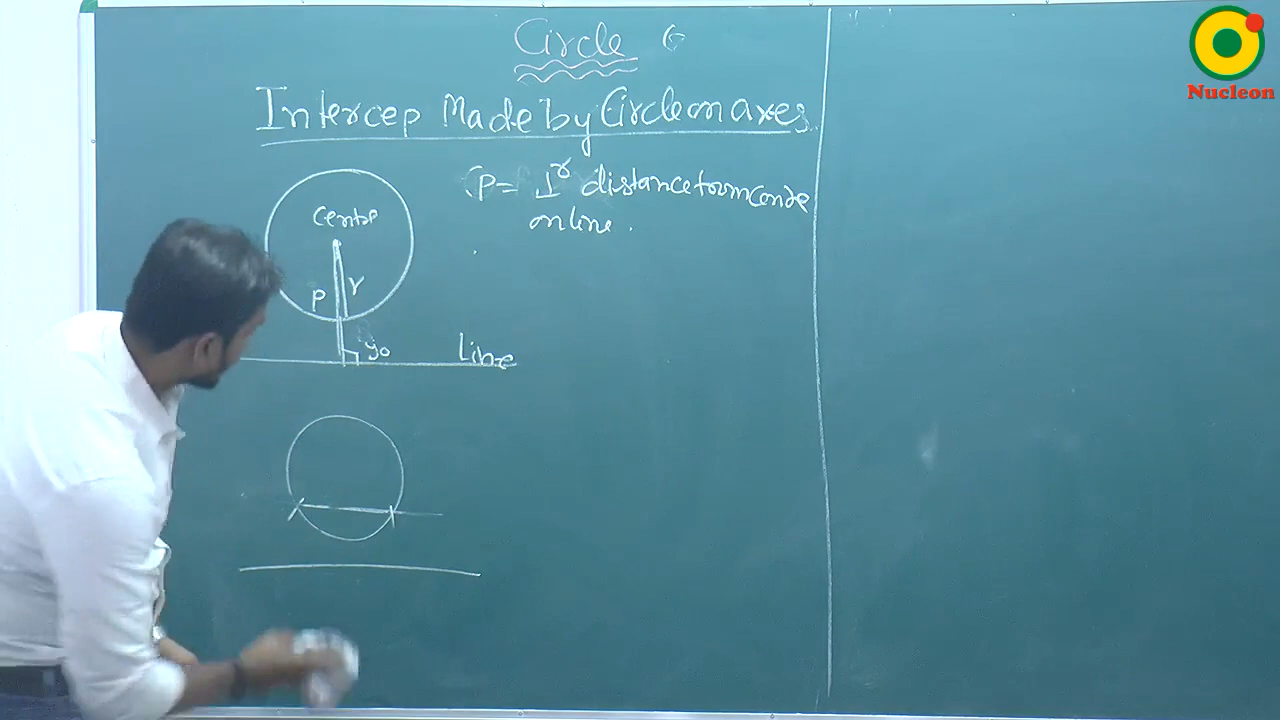 Circle
Intercep Made by Circle on axes
P = ⊥r distance from centre
on line.
Centre
P r
90
Line
Nucleon